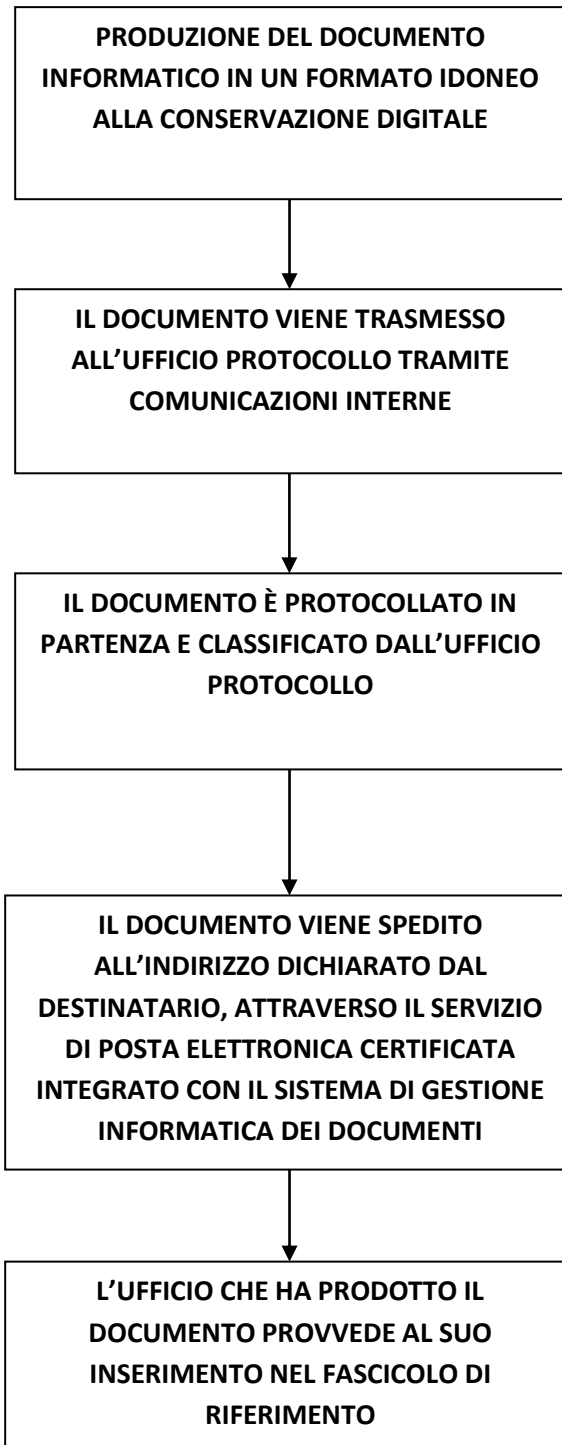 PRODUZIONE DEL DOCUMENTO
INFORMATICO IN UN FORMATO IDONEO
ALLA CONSERVAZIONE DIGITALE
IL DOCUMENTO VIENE TRASMESSO
ALL’UFFICIO PROTOCOLLO TRAMITE
COMUNICAZIONI INTERNE
IL DOCUMENTO È PROTOCOLLATO IN
PARTENZA E CLASSIFICATO DALL’UFFICIO
PROTOCOLLO
IL DOCUMENTO VIENE SPEDITO
ALL’INDIRIZZO DICHIARATO DAL
DESTINATARIO, ATTRAVERSO IL SERVIZIO
DI POSTA ELETTRONICA CERTIFICATA
INTEGRATO CON IL SISTEMA DI GESTIONE
INFORMATICA DEI DOCUMENTI
L’UFFICIO CHE HA PRODOTTO IL
DOCUMENTO PROVVEDE AL SUO
INSERIMENTO NEL FASCICOLO DI
RIFERIMENTO